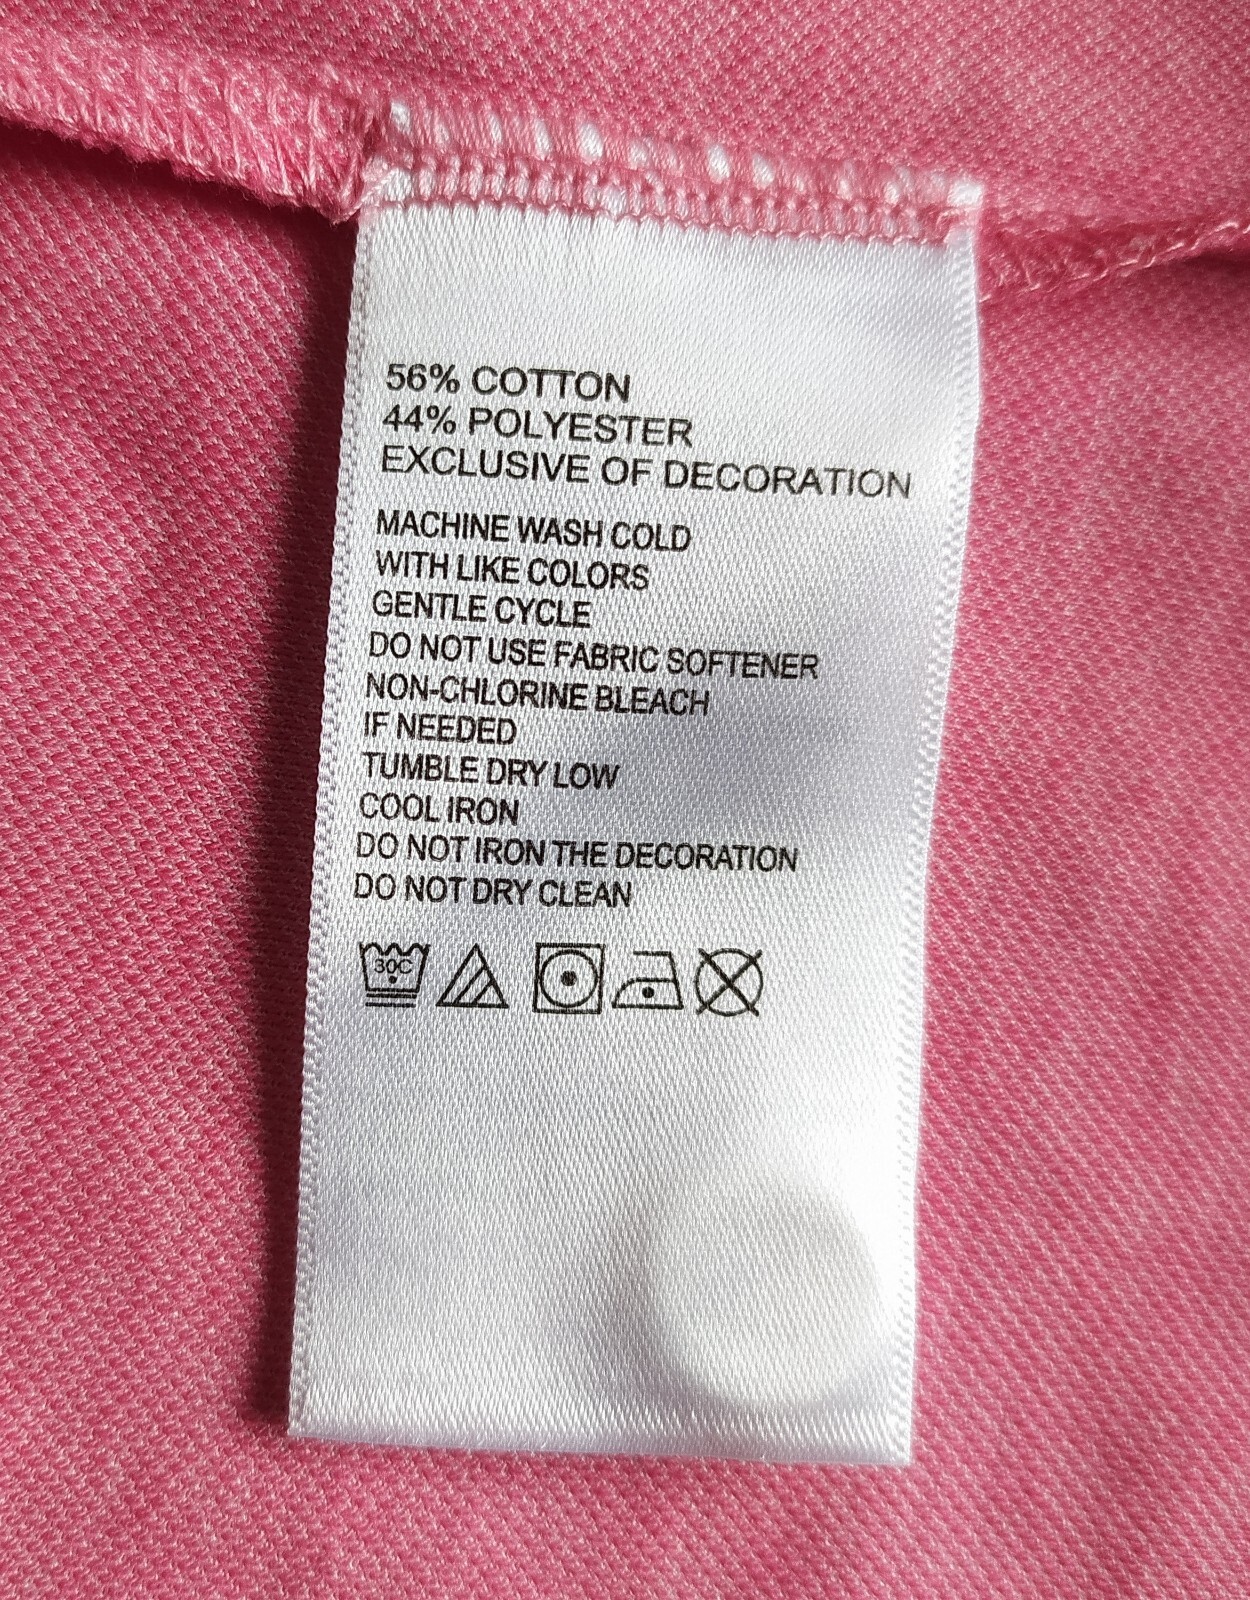 56% COTTON
44% POLYESTER
EXCLUSIVE OF DECORATION
MACHINE WASH COLD
WITH LIKE COLORS
GENTLE CYCLE
DO NOT USE FABRIC SOFTENER
NON-CHLORINE BLEACH
IF NEEDED
TUMBLE DRY LOW
COOL IRON
DO NOT IRON THE DECORATION
DO NOT DRY CLEAN
30C